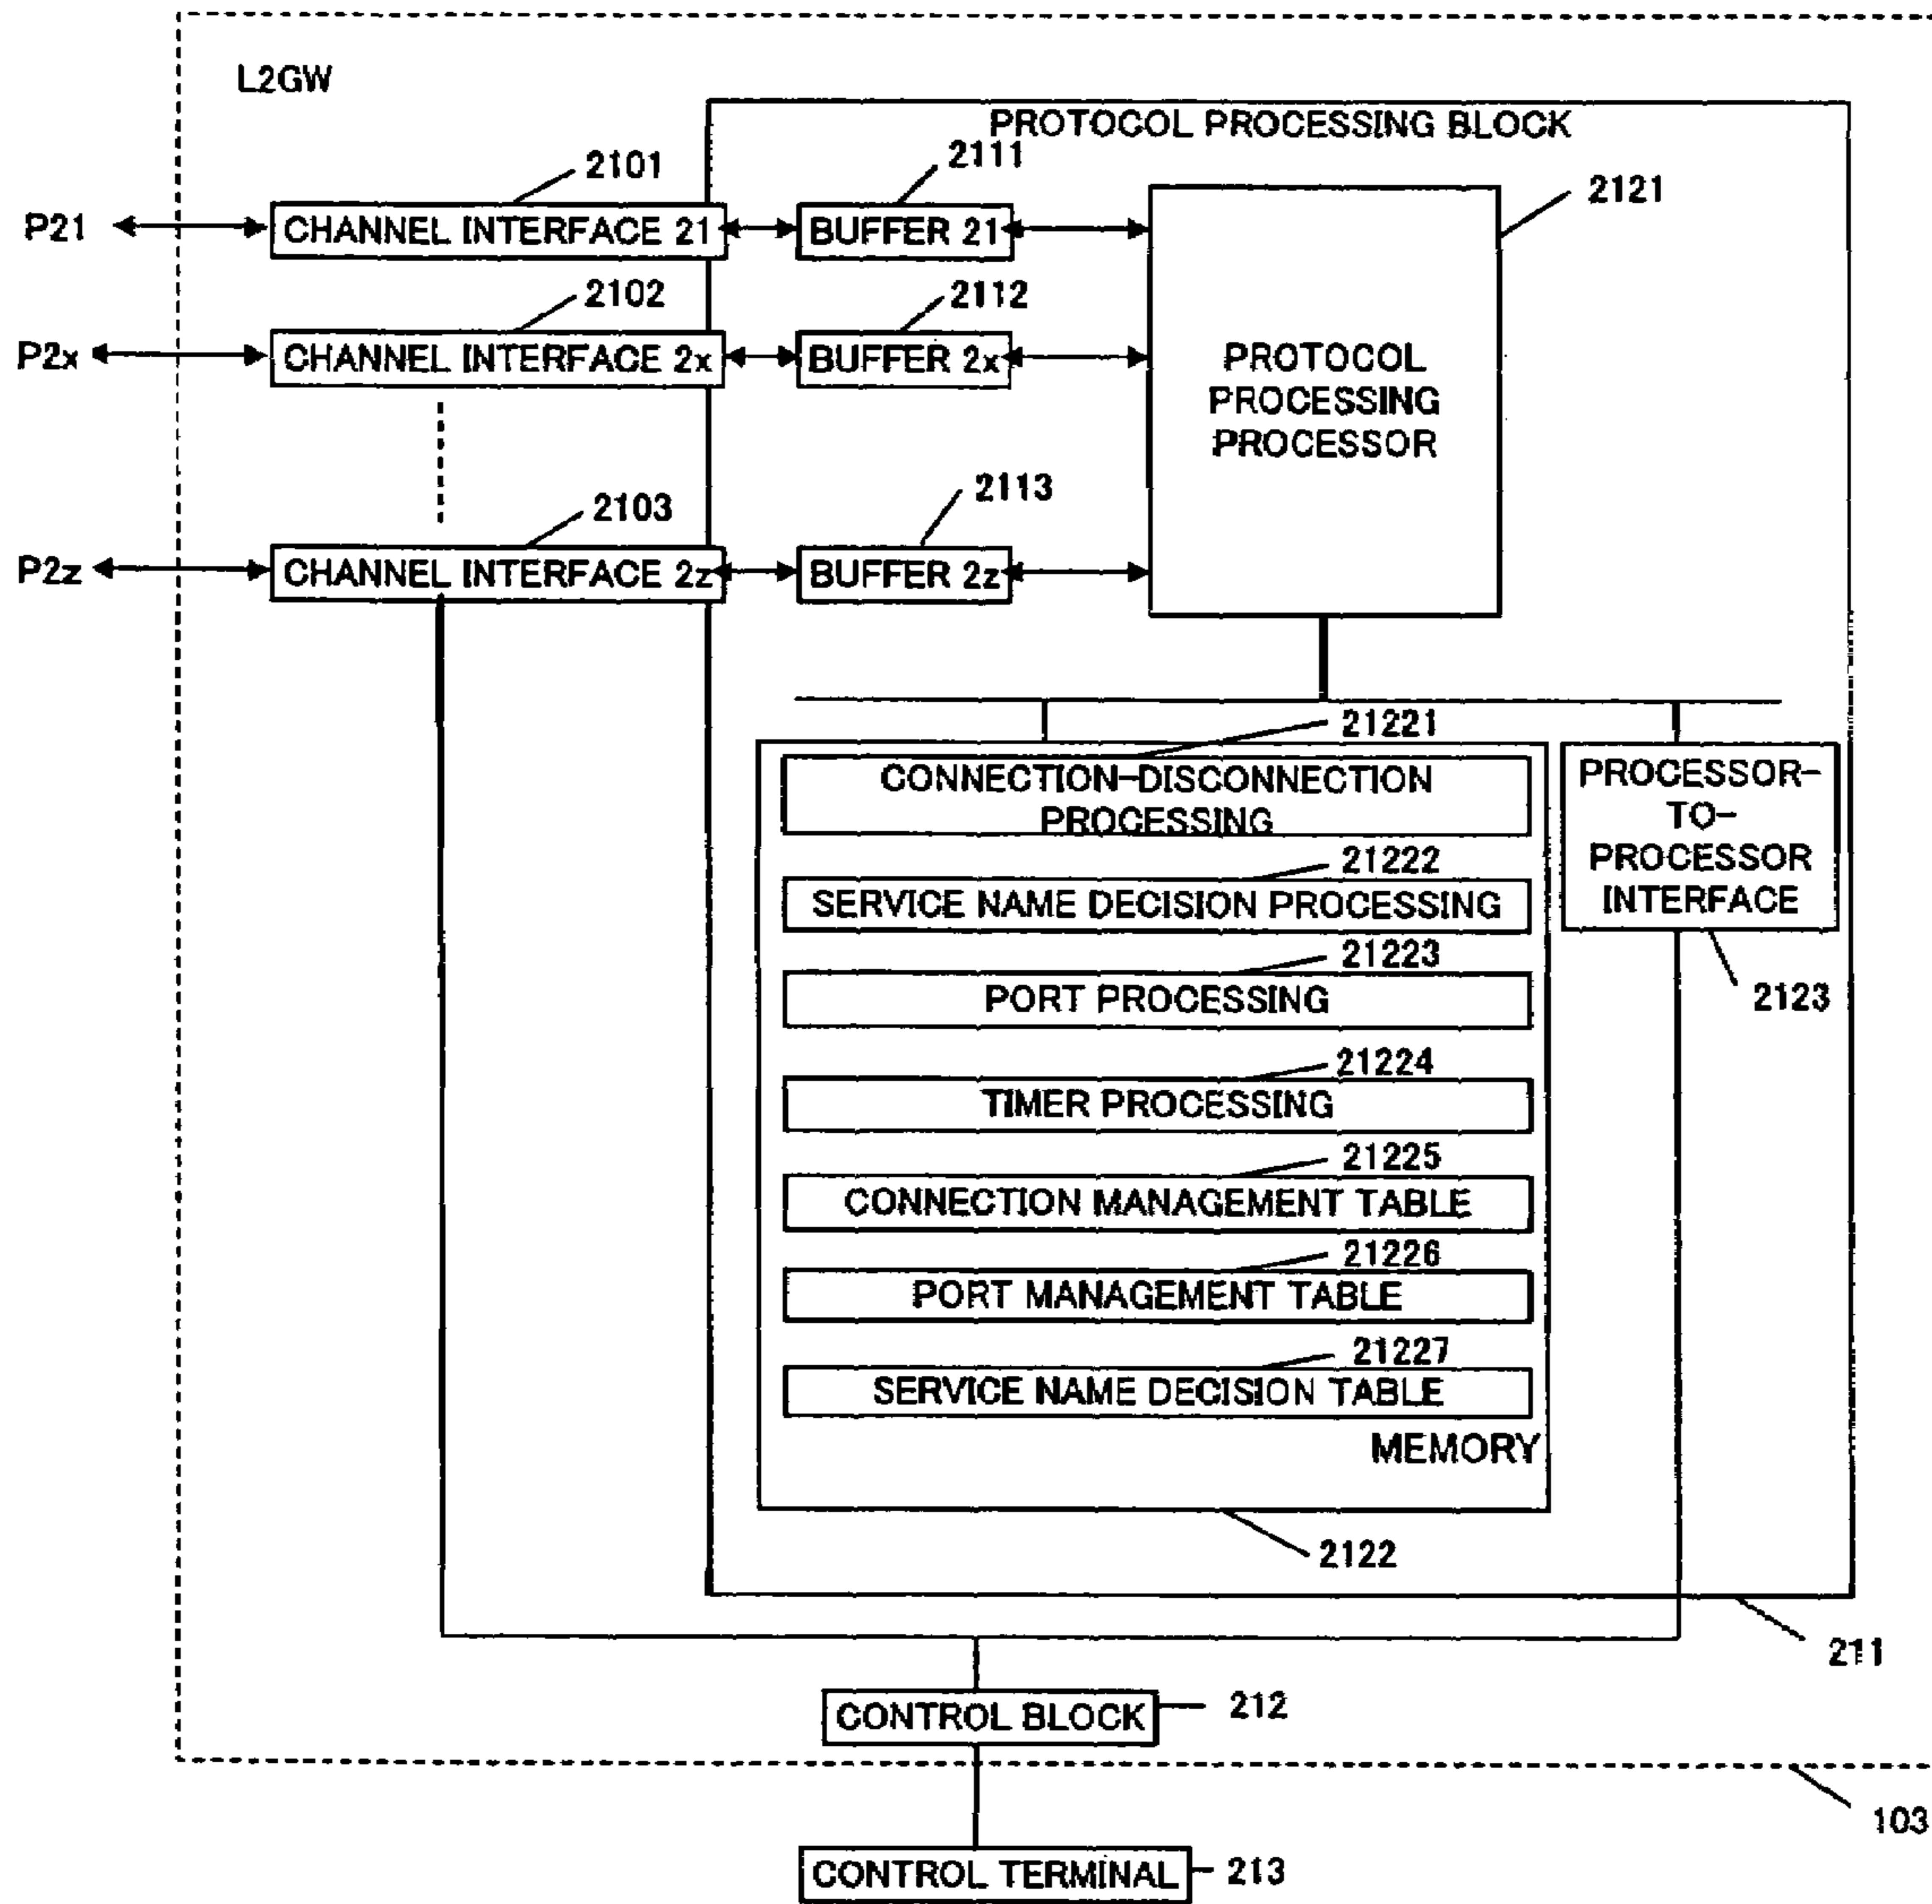 L2GW
PROTOCOL PROCESSING BLOCK
2101
2111
2121
P21
CHANNEL INTERFACE 21
BUFFER 21
2102
2112
P2x
CHANNEL INTERFACE 2x
BUFFER 2x
PROTOCOL
PROCESSING
PROCESSOR
2103
2113
P2z
CHANNEL INTERFACE 2z
BUFFER 2z
21221
CONNECTION-DISCONNECTION
PROCESSING
PROCESSOR-
TO-
PROCESSOR
INTERFACE
2123
21222
SERVICE NAME DECISION PROCESSING
21223
PORT PROCESSING
21224
TIMER PROCESSING
21225
CONNECTION MANAGEMENT TABLE
21226
PORT MANAGEMENT TABLE
21227
SERVICE NAME DECISION TABLE
MEMORY
2122
211
CONTROL BLOCK
212
103
CONTROL TERMINAL
213